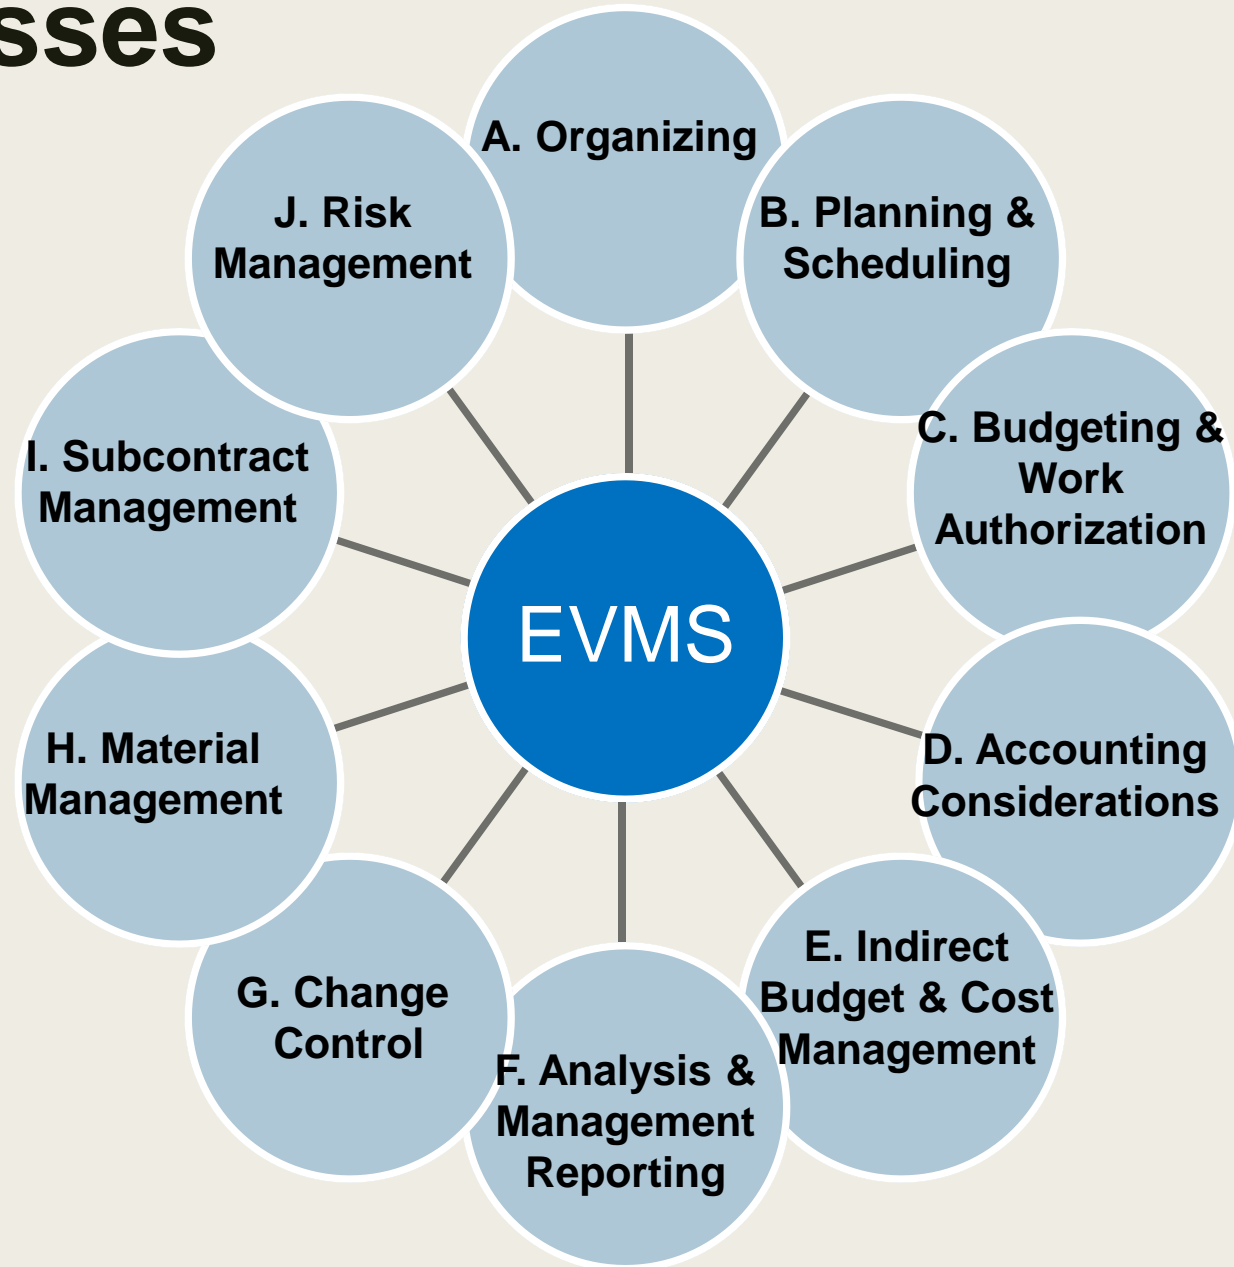 sses
A. Organizing
B. Planning &
Scheduling
C. Budgeting &
Work
Authorization
D. Accounting
Considerations
E. Indirect
Budget & Cost
Management
F. Analysis &
Management
Reporting
G. Change
Control
H. Material
Management
I. Subcontract
Management
J. Risk
Management
EVMS